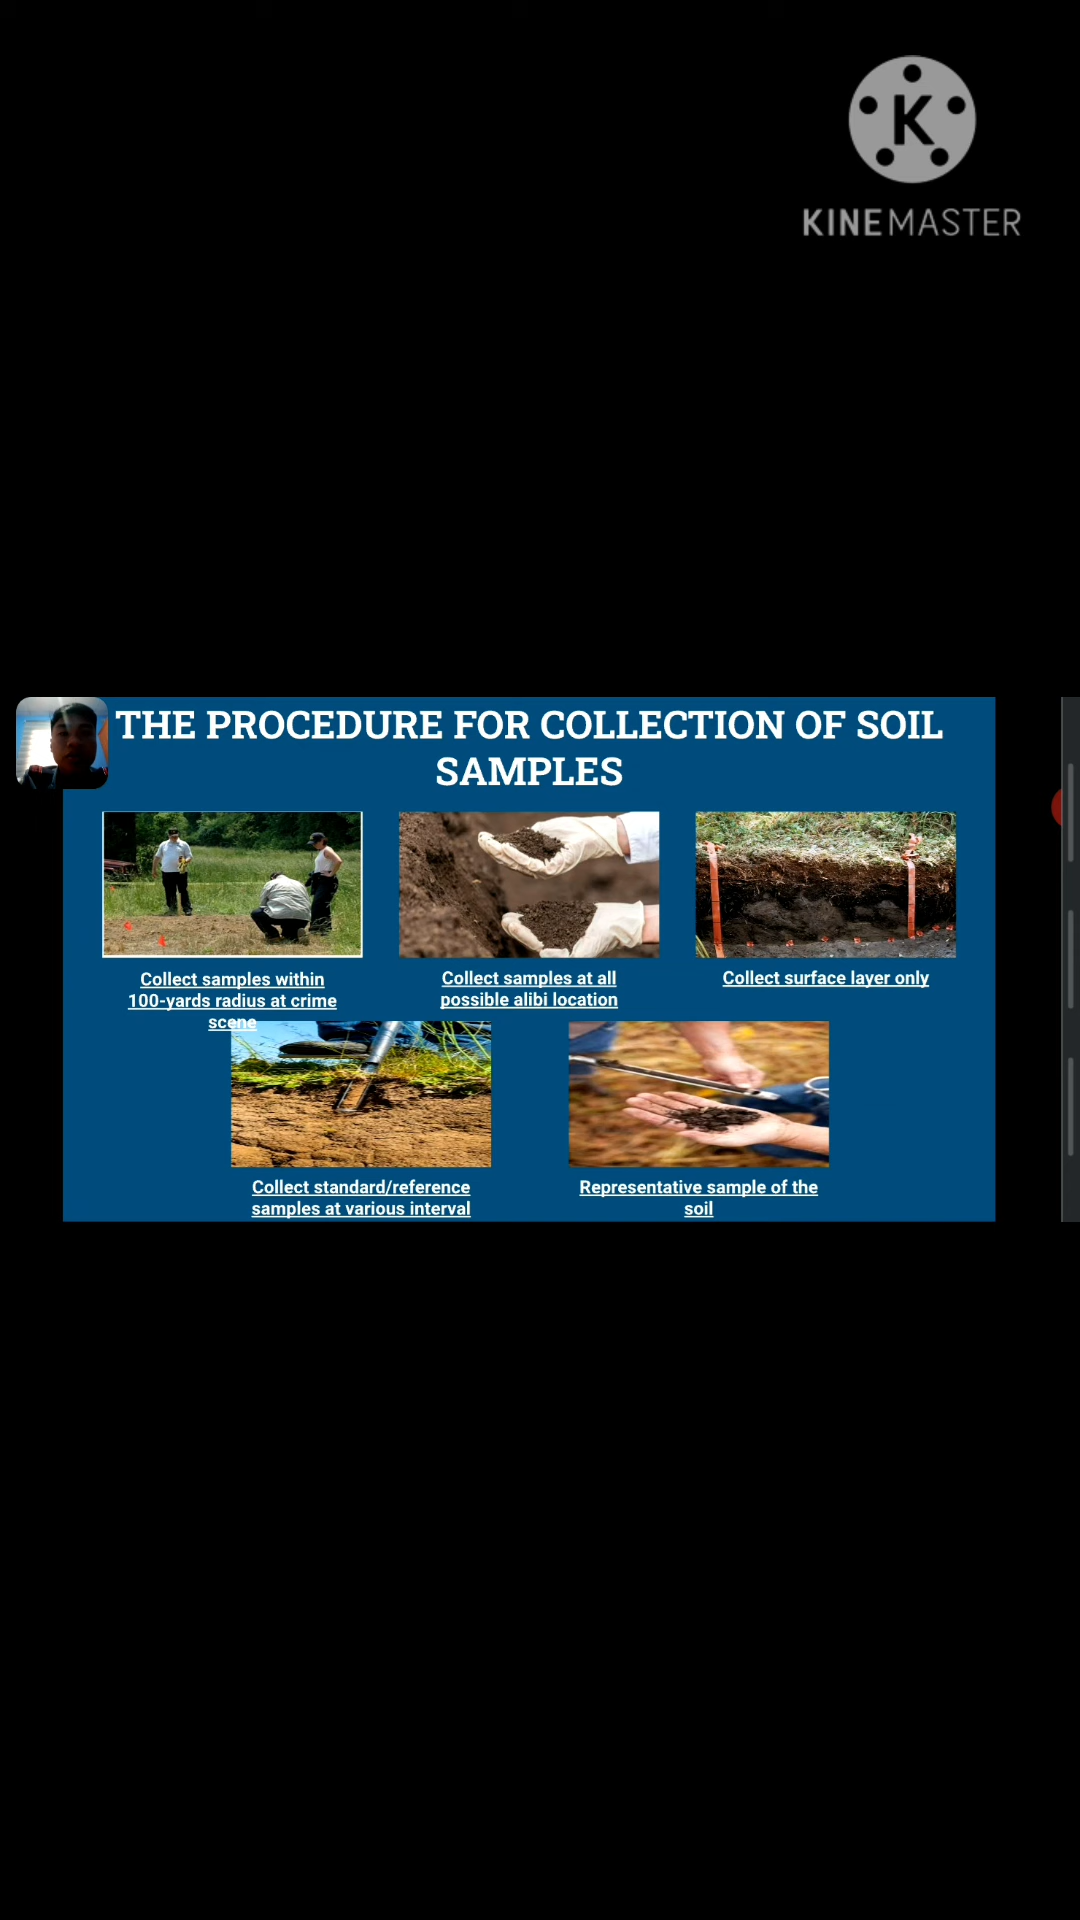 K
KINEMASTER
THE PROCEDURE FOR COLLECTION OF SOIL
SAMPLES
Collect samples within
100-yards radius at crime
scene
Collect samples at all
possible alibi location
Collect surface layer only
Collect standard/reference
samples at various interval
Representative sample of the
soil